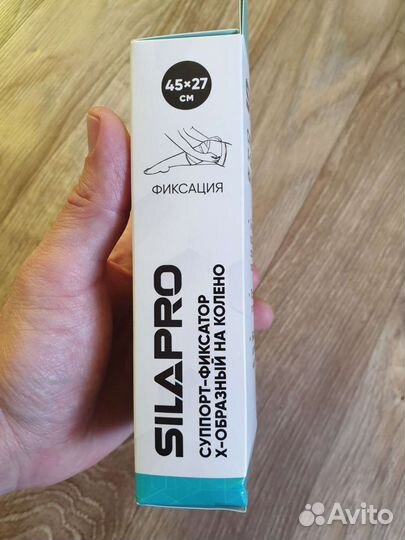 45×27
СМ
ФИКСАЦИЯ
SILAPRO
СУППОРТ-ФИКСАТОР
Х-ОБРАЗНЫЙ НА КОЛЕНО
Avito